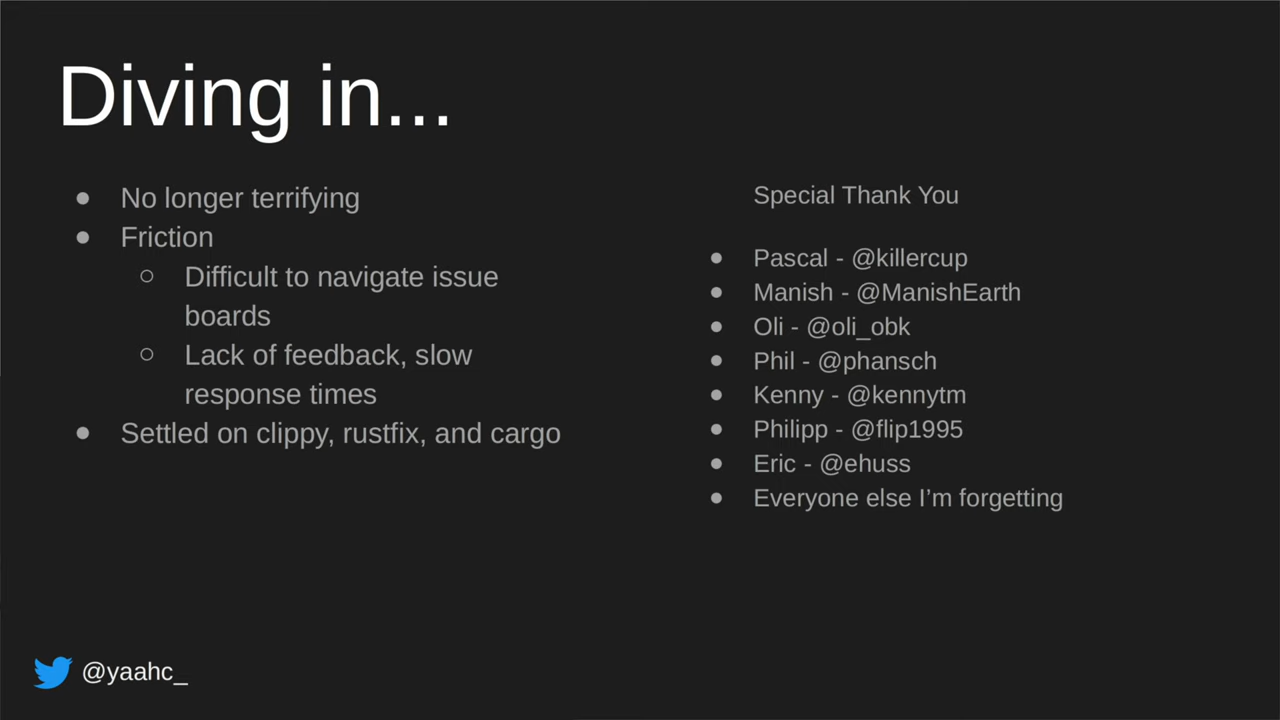 Diving in...
● No longer terrifying
● Friction
○ Difficult to navigate issue
boards
○ Lack of feedback, slow
response times
● Settled on clippy, rustfix, and cargo
Special Thank You
● Pascal - @killercup
● Manish - @ManishEarth
● Oli - @oli_obk
● Phil - @phansch
● Kenny - @kennytm
● Philipp - @flip1995
● Eric - @ehuss
● Everyone else I’m forgetting
@yaahc_